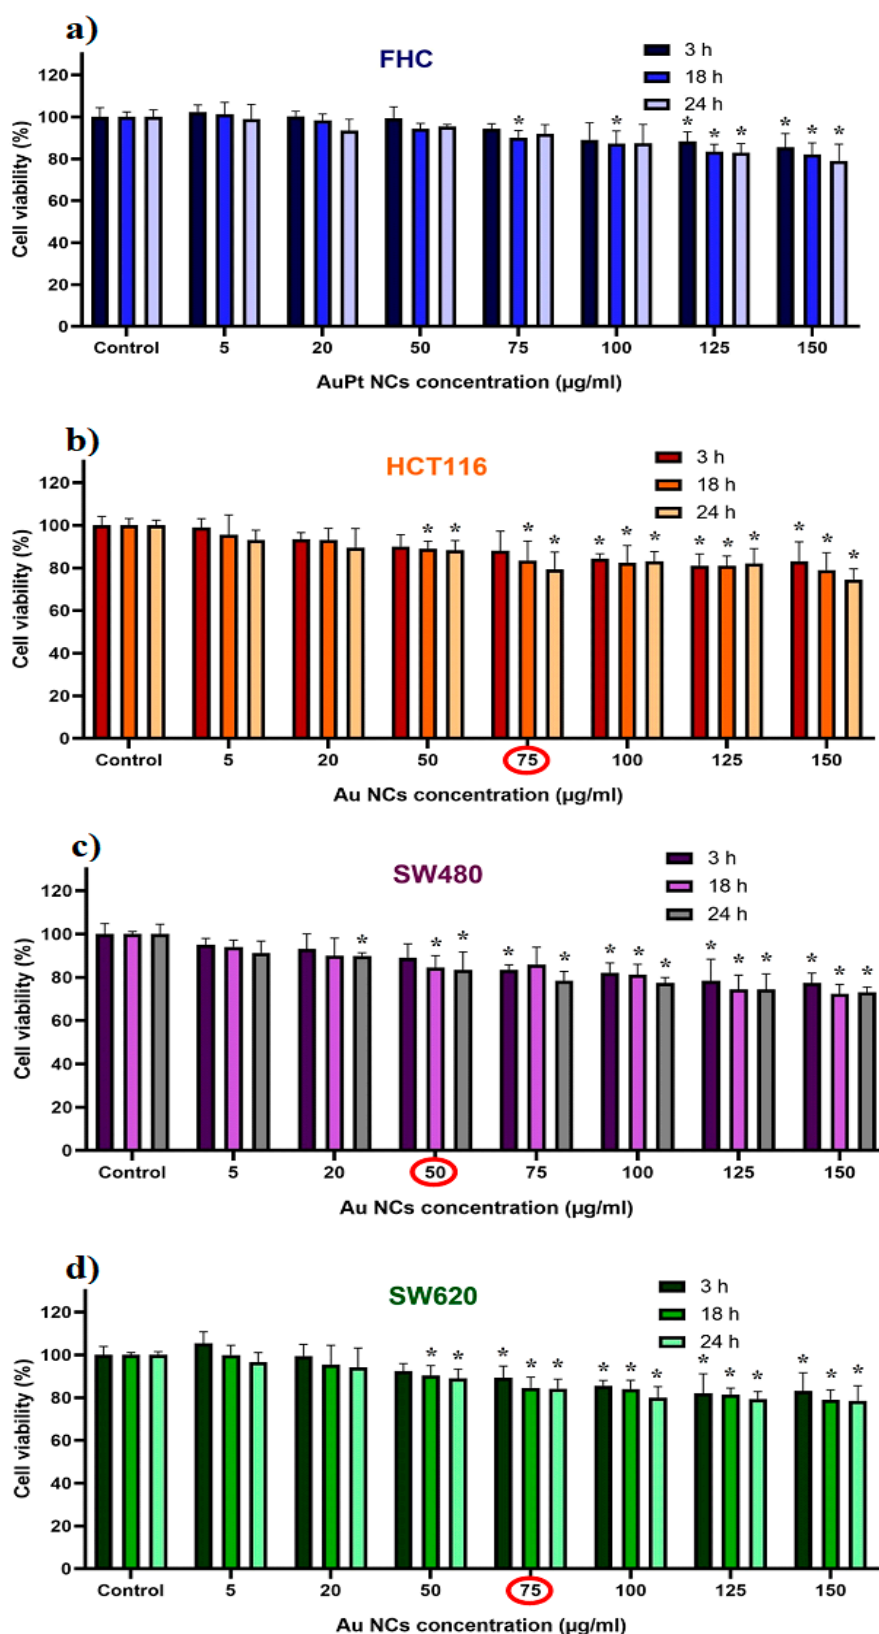 a)
FHC
3 h
18 h
24 h
Cell viability (%)
120
100
80
60
40
20
0
* * * * * * * *
Control 5 20 50 75 100 125 150
AuPt NCs concentration (µg/ml)
b)
HCT116
3 h
18 h
24 h
Cell viability (%)
120
100
80
60
40
20
0
* * * * * * * * * * * * *
Control 5 20 50 75 100 125 150
Au NCs concentration (µg/ml)
c)
SW480
3 h
18 h
24 h
Cell viability (%)
120
100
80
60
40
20
0
* * * * * * * * * * * * * *
Control 5 20 50 75 100 125 150
Au NCs concentration (µg/ml)
d)
SW620
3 h
18 h
24 h
Cell viability (%)
120
100
80
60
40
20
0
* * * * * * * * * * * * * *
Control 5 20 50 75 100 125 150
Au NCs concentration (µg/ml)